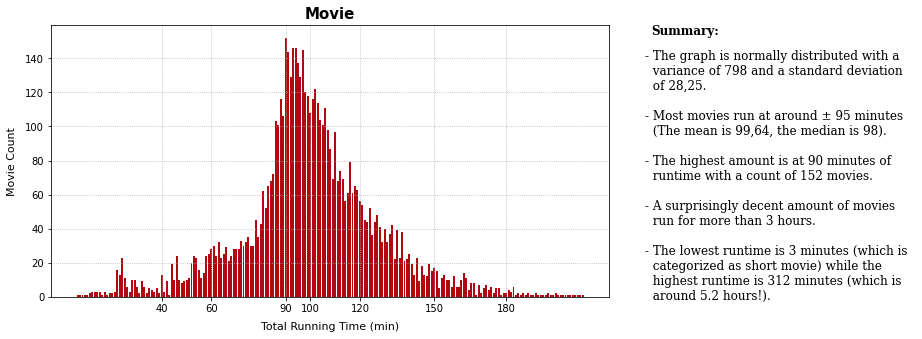 Movie
Movie Count
140
120
100
80
60
40
20
0
40
60
90
100
120
150
180
Total Running Time (min)
Summary:
- The graph is normally distributed with a
variance of 798 and a standard deviation
of 28,25.
- Most movies run at around ± 95 minutes
(The mean is 99,64, the median is 98).
- The highest amount is at 90 minutes of
runtime with a count of 152 movies.
- A surprisingly decent amount of movies
run for more than 3 hours.
- The lowest runtime is 3 minutes (which is
categorized as short movie) while the
highest runtime is 312 minutes (which is
around 5.2 hours!).